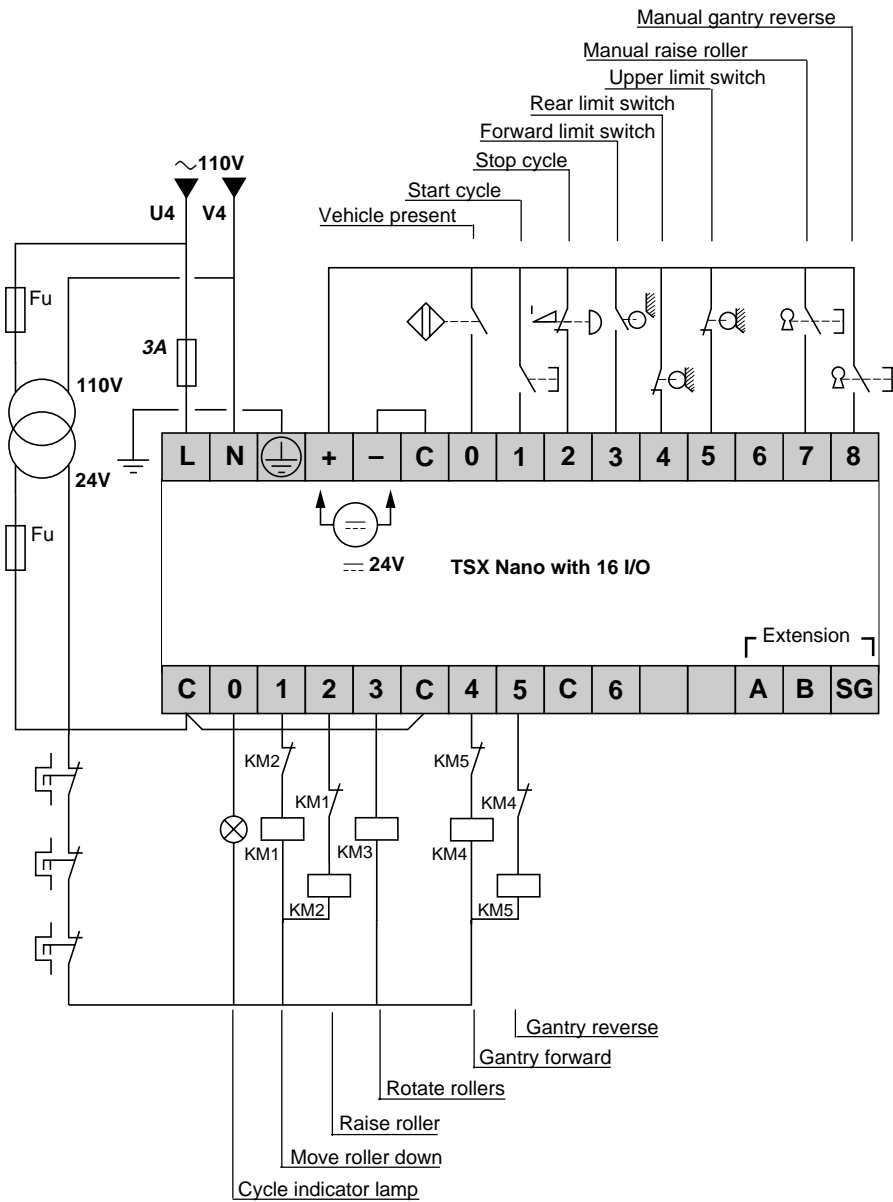 Manual gantry reverse
Manual raise roller
Upper limit switch
Rear limit switch
Forward limit switch
Stop cycle
Start cycle
Vehicle present
~110V
U4 V4
Fu
3A
110V
24V
Fu
L N + – C 0 1 2 3 4 5 6 7 8
24V
TSX Nano with 16 I/O
Extension
C 0 1 2 3 C 4 5 C 6 A B SG
KM2 KM5
KM1 KM4
KM1 KM3 KM4
KM2 KM5
Gantry reverse
Gantry forward
Rotate rollers
Raise roller
Move roller down
Cycle indicator lamp